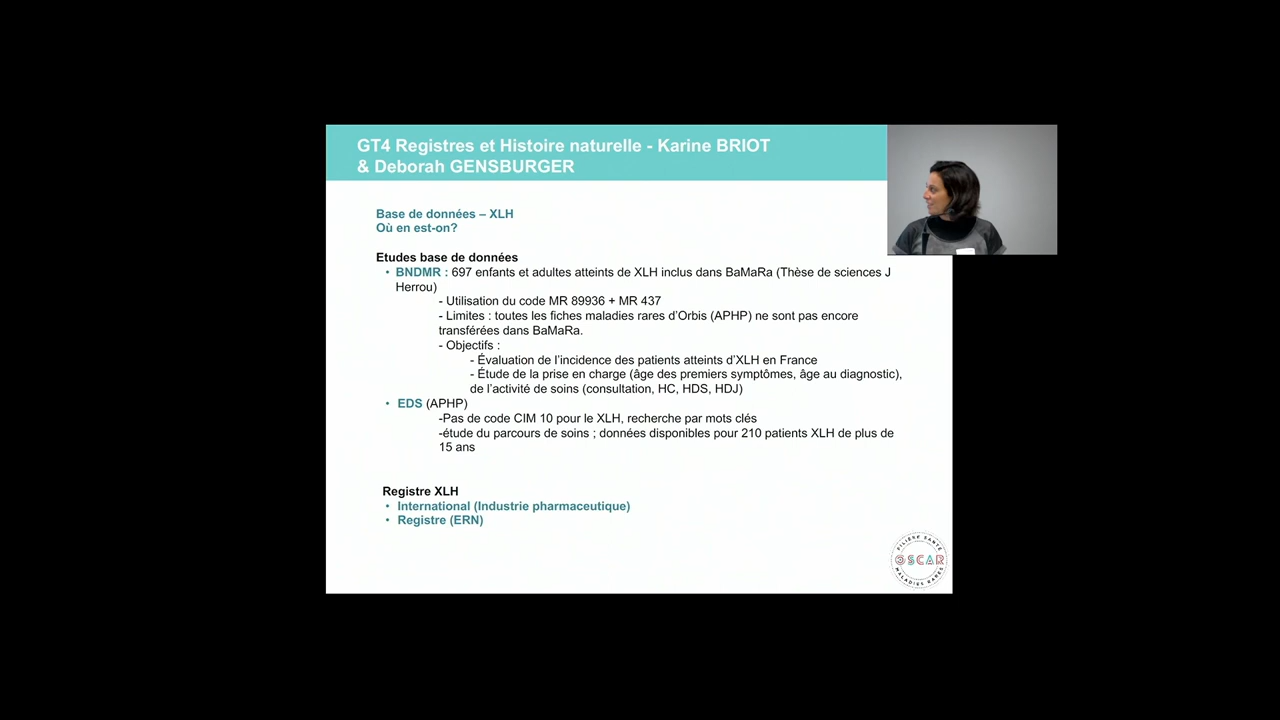 GT4 Registres et Histoire naturelle - Karine BRIOT
& Deborah GENSBURGER
Base de données – XLH
Où en est-on?
Etudes base de données
• BNDMR : 697 enfants et adultes atteints de XLH inclus dans BaMaRa (Thèse de sciences J
Herrou)
- Utilisation du code MR 89936 + MR 437
- Limites : toutes les fiches maladies rares d'Orbis (APHP) ne sont pas encore
transférées dans BaMaRa.
- Objectifs :
- Évaluation de l'incidence des patients atteints d'XLH en France
- Étude de la prise en charge (âge des premiers symptômes, âge au diagnostic),
de l'activité de soins (consultation, HC, HDS, HDJ)
• EDS (APHP)
-Pas de code CIM 10 pour le XLH, recherche par mots clés
-étude du parcours de soins ; données disponibles pour 210 patients XLH de plus de
15 ans
Registre XLH
• International (Industrie pharmaceutique)
• Registre (ERN)
FILIÈRE SANTÉ
OSCAR
MALADIES RARES